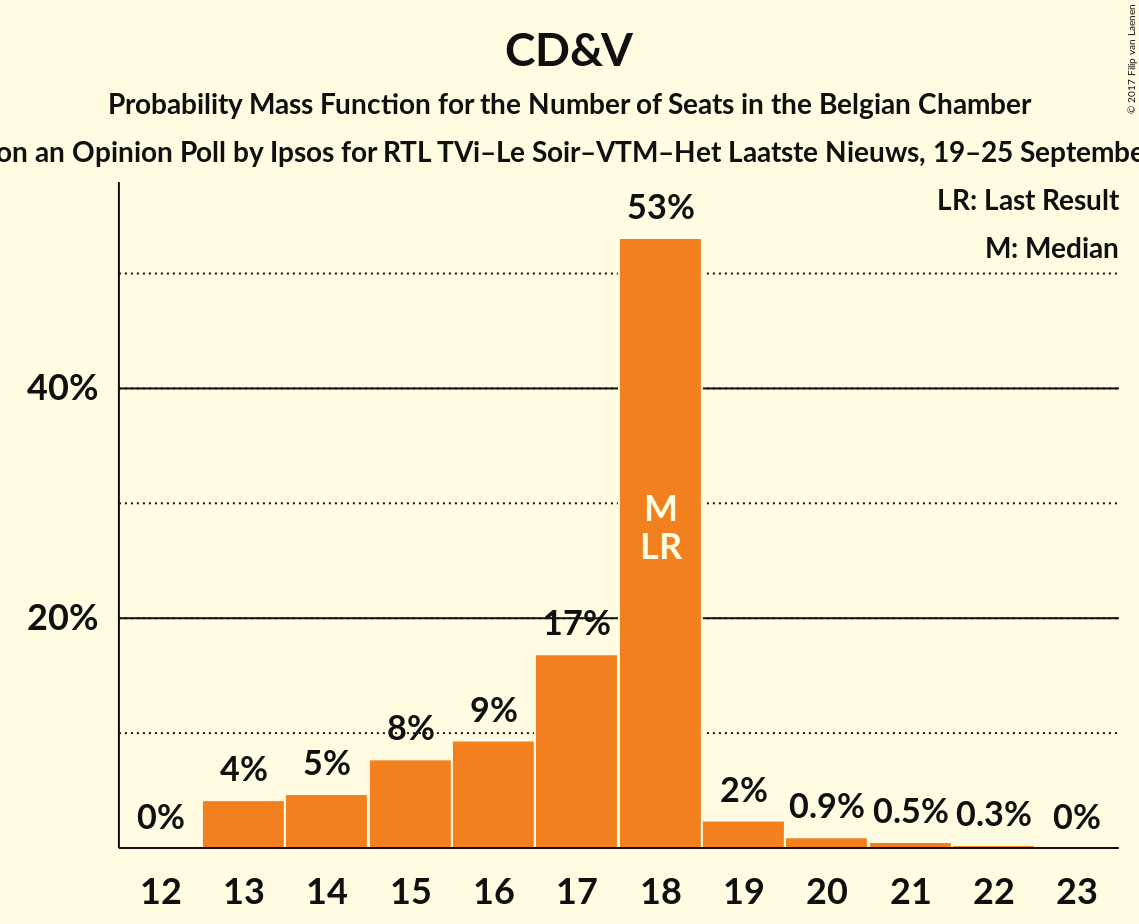 CD&V
Probability Mass Function for the Number of Seats in the Belgian Chamber
on an Opinion Poll by Ipsos for RTL TVi–Le Soir–VTM–Het Laatste Nieuws, 19–25 Septembe
© 2017 Filip van Laenen
LR: Last Result
M: Median
53%
40%
M
LR
20%
17%
9%
8%
5%
4%
2%
0%
0.9%
0.5%
0.3%
0%
12 13 14 15 16 17 18 19 20 21 22 23